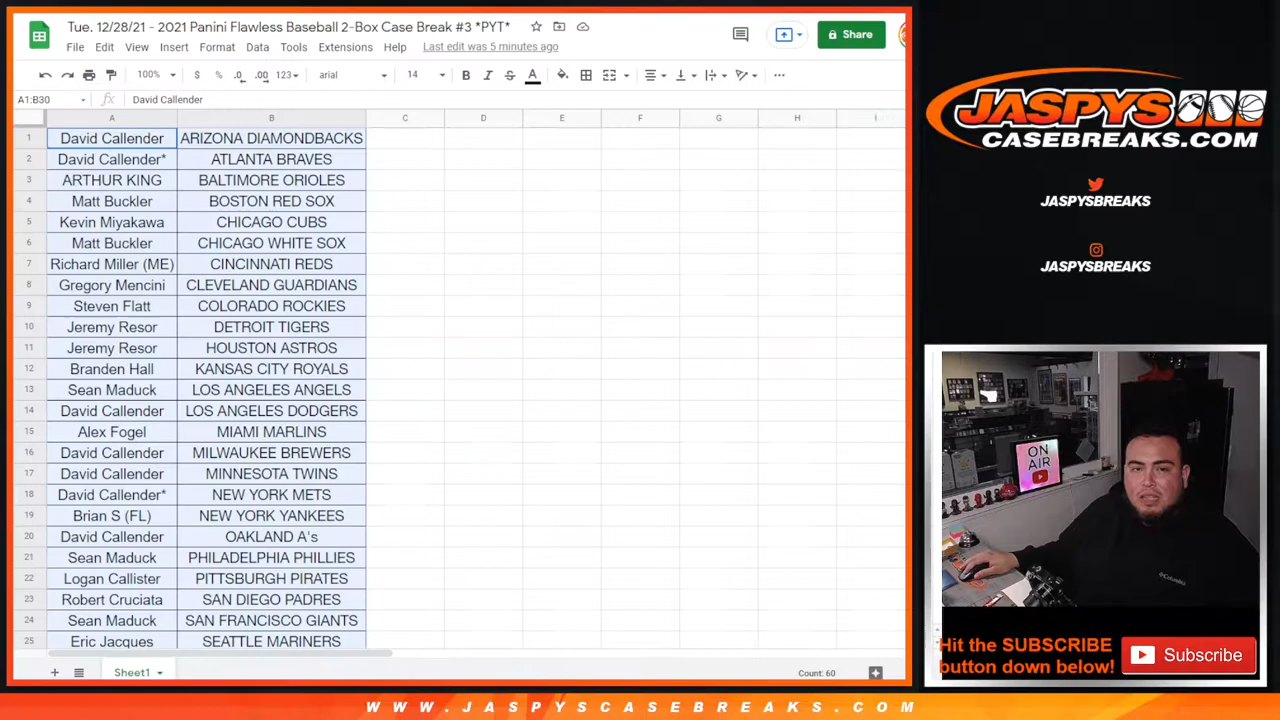 Tue. 12/28/21 - 2021 Panini Flawless Baseball 2-Box Case Break #3 *PYT*
File Edit View Insert Format Data Tools Extensions Help Last edit was 5 minutes ago
Share
100% $ % .0 .00 123 arial 14 B I S A
A1:B30 fx David Callender
A B C D E F G H I
1 David Callender ARIZONA DIAMONDBACKS
2 David Callender* ATLANTA BRAVES
3 ARTHUR KING BALTIMORE ORIOLES
4 Matt Buckler BOSTON RED SOX
5 Kevin Miyakawa CHICAGO CUBS
6 Matt Buckler CHICAGO WHITE SOX
7 Richard Miller (ME) CINCINNATI REDS
8 Gregory Mencini CLEVELAND GUARDIANS
9 Steven Flatt COLORADO ROCKIES
10 Jeremy Resor DETROIT TIGERS
11 Jeremy Resor HOUSTON ASTROS
12 Branden Hall KANSAS CITY ROYALS
13 Sean Maduck LOS ANGELES ANGELS
14 David Callender LOS ANGELES DODGERS
15 Alex Fogel MIAMI MARLINS
16 David Callender MILWAUKEE BREWERS
17 David Callender MINNESOTA TWINS
18 David Callender* NEW YORK METS
19 Brian S (FL) NEW YORK YANKEES
20 David Callender OAKLAND A's
21 Sean Maduck PHILADELPHIA PHILLIES
22 Logan Callister PITTSBURGH PIRATES
23 Robert Cruciata SAN DIEGO PADRES
24 Sean Maduck SAN FRANCISCO GIANTS
25 Eric Jacques SEATTLE MARINERS
Sheet1
Count: 60
JASPYS
CASEBREAKS.COM
JASPYSBREAKS
JASPYSBREAKS
ON
AIR
Columbia
Hit the SUBSCRIBE
button down below!
Subscribe
WWW.JASPYSCASEBREAKS.COM